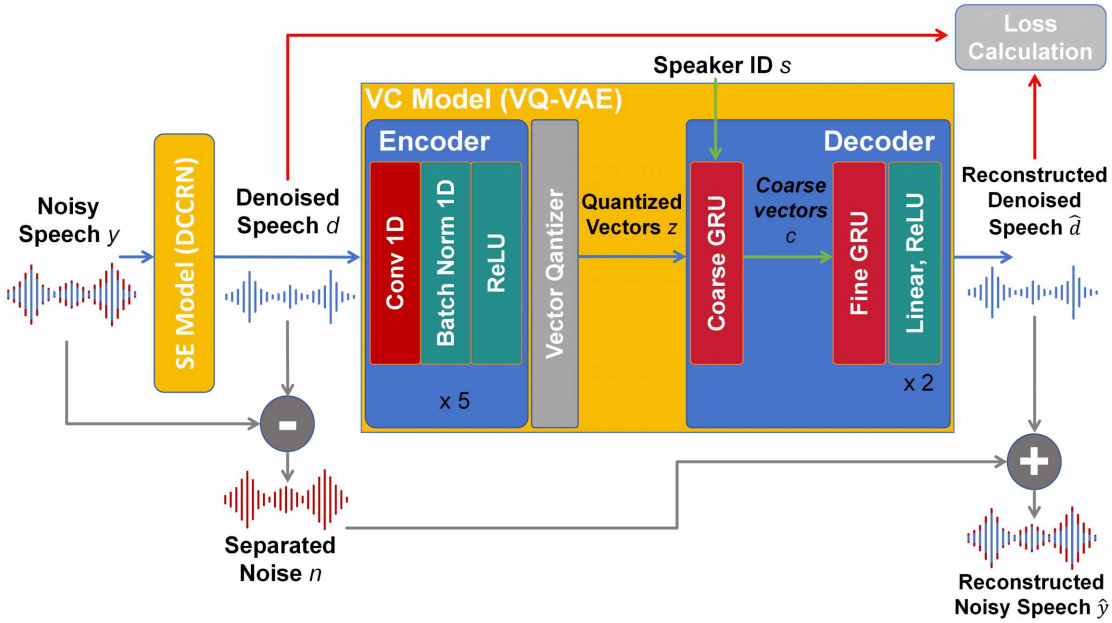 Loss
Calculation
Speaker ID s
VC Model (VQ-VAE)
Encoder
Decoder
Noisy
Speech y
SE Model (DCCRN)
Denoised
Speech d
Conv 1D
Batch Norm 1D
ReLU
x 5
Vector Qantizer
Quantized
Vectors z
Coarse GRU
Coarse
vectors
c
Fine GRU
Linear, ReLU
x 2
Reconstructed
Denoised
Speech d̂
-
+
Separated
Noise n
Reconstructed
Noisy Speech ŷ